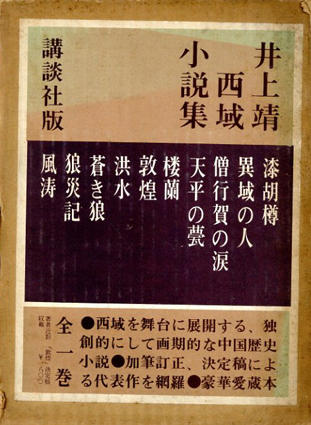 井上靖
西域
小説集
講談社版
漆胡樽
異域の人
僧行賀の涙
天平の甍
楼蘭
敦煌
洪水
蒼き狼
狼災記
風涛
●西域を舞台に展開する、独
創的にして画期的な中国歴史
小説●加筆訂正、決定稿によ
る代表作を網羅●豪華愛蔵本
全一巻